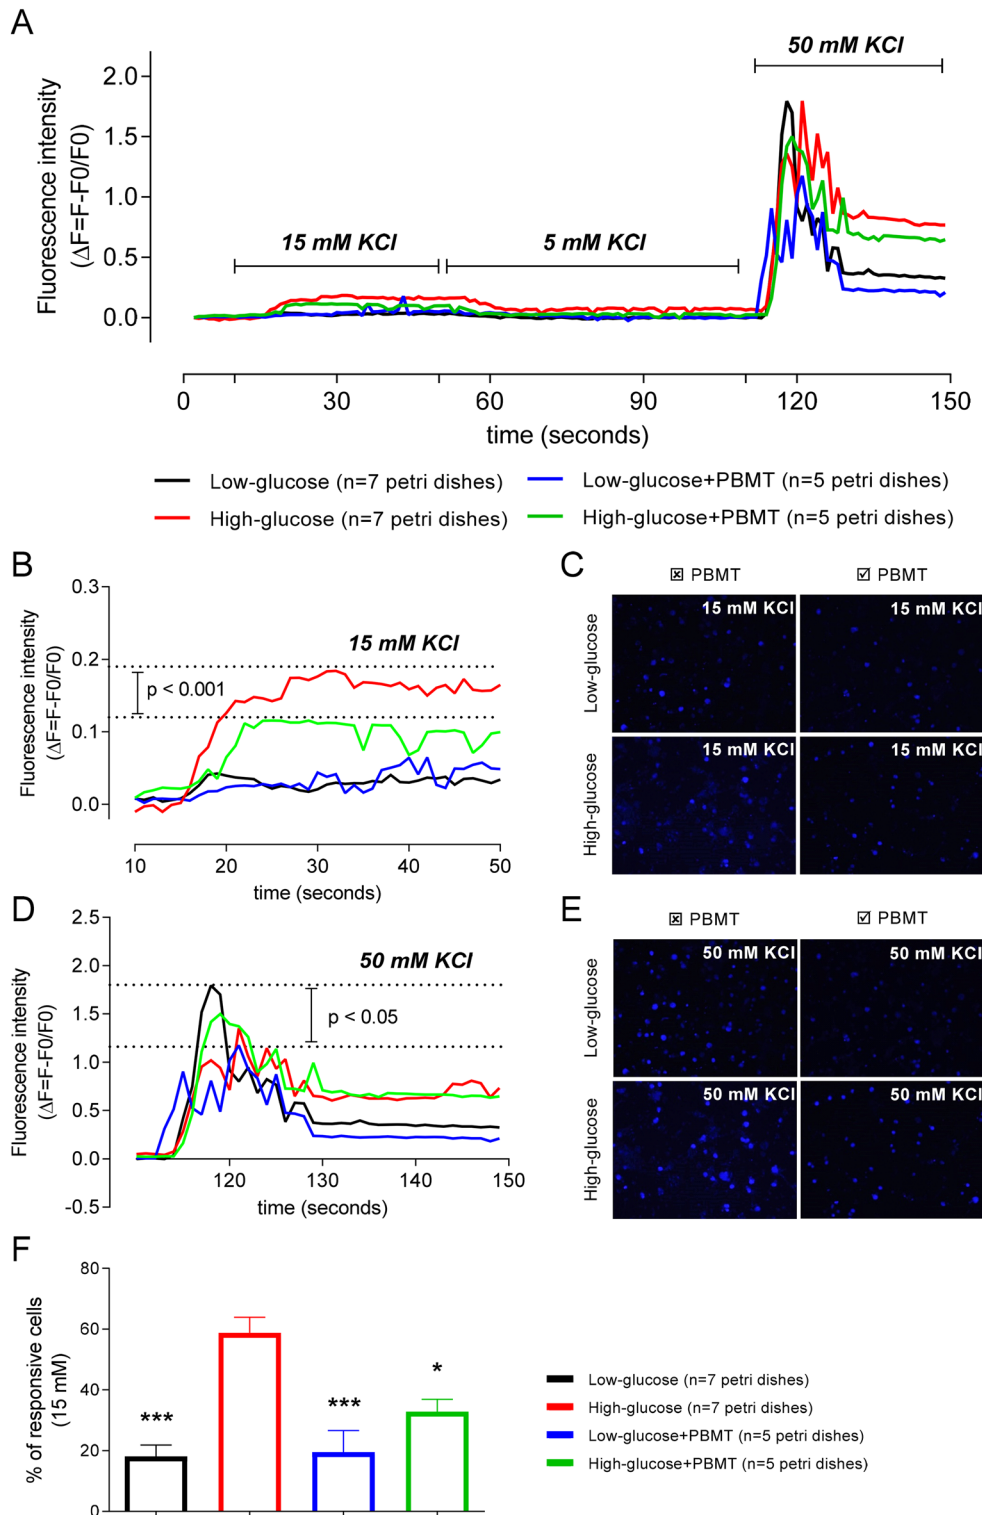 A
50 mM KCl
Fluorescence intensity
(ΔF=F-F0/F0)
2.0
1.5
1.0
0.5
0.0
15 mM KCl
5 mM KCl
0
30
60
90
120
150
time (seconds)
Low-glucose (n=7 petri dishes)
Low-glucose+PBMT (n=5 petri dishes)
High-glucose (n=7 petri dishes)
High-glucose+PBMT (n=5 petri dishes)
B
Fluorescence intensity
(ΔF=F-F0/F0)
0.3
0.2
0.1
0.0
15 mM KCl
p < 0.001
10
20
30
40
50
time (seconds)
C
☒ PBMT
☑ PBMT
Low-glucose
15 mM KCl
15 mM KCl
High-glucose
15 mM KCl
15 mM KCl
D
Fluorescence intensity
(ΔF=F-F0/F0)
2.5
2.0
1.5
1.0
0.5
0.0
-0.5
50 mM KCl
p < 0.05
120
130
140
150
time (seconds)
E
☒ PBMT
☑ PBMT
Low-glucose
50 mM KCl
50 mM KCl
High-glucose
50 mM KCl
50 mM KCl
F
% of responsive cells
(15 mM)
80
60
40
20
0
***
***
*
Low-glucose (n=7 petri dishes)
High-glucose (n=7 petri dishes)
Low-glucose+PBMT (n=5 petri dishes)
High-glucose+PBMT (n=5 petri dishes)